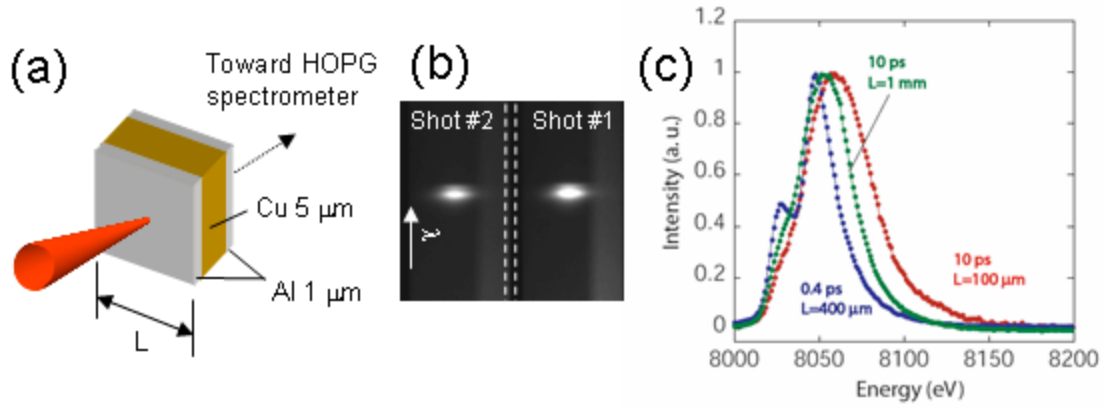 (a)
Toward HOPG
spectrometer
Cu 5 μm
Al 1 μm
L
(b)
Shot #2
Shot #1
λ
(c)
1.2
1
0.8
0.6
0.4
0.2
0
Intensity (a.u.)
10 ps
L=1 mm
10 ps
L=100 μm
0.4 ps
L=400 μm
8000
8050
8100
8150
8200
Energy (eV)